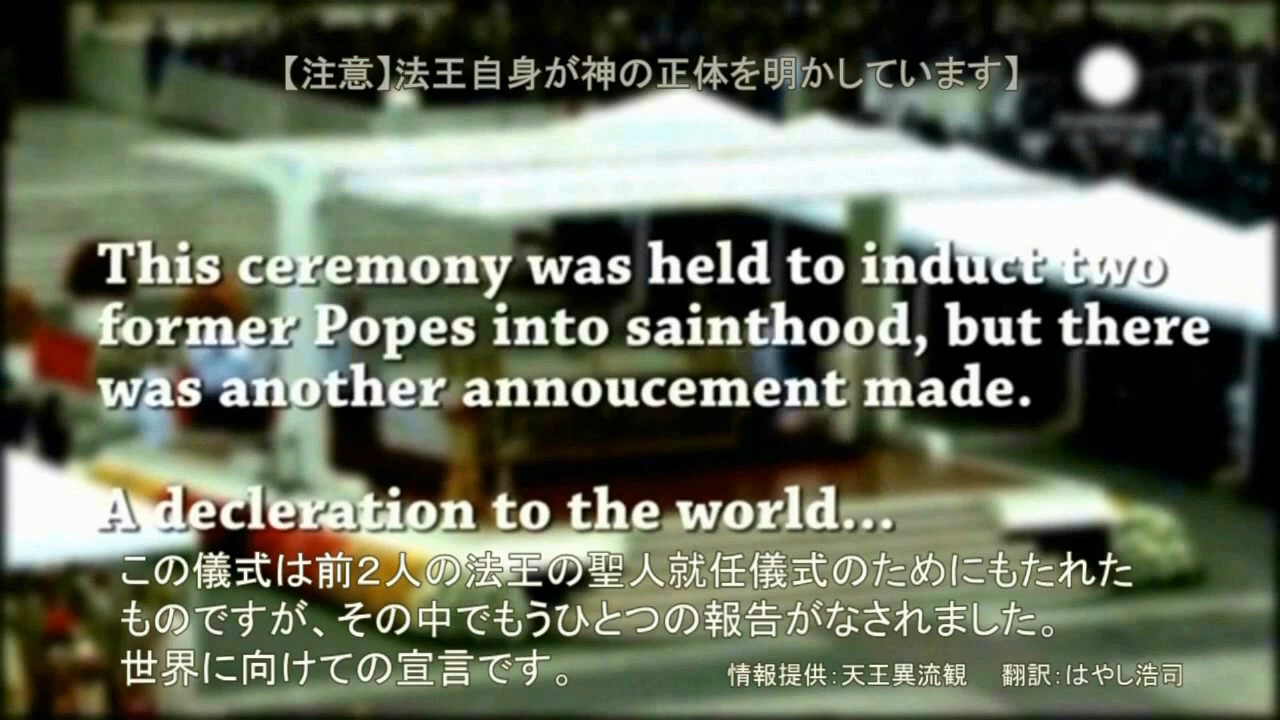 【注意】法王自身が神の正体を明かしています】
This ceremony was held to induct two
former Popes into sainthood, but there
was another annoucement made.
A decleration to the world...
この儀式は前２人の法王の聖人就任儀式のためにもたれた
ものですが、その中でもうひとつの報告がなされました。
世界に向けての宣言です。
情報提供：天王異流観　翻訳：はやし浩司